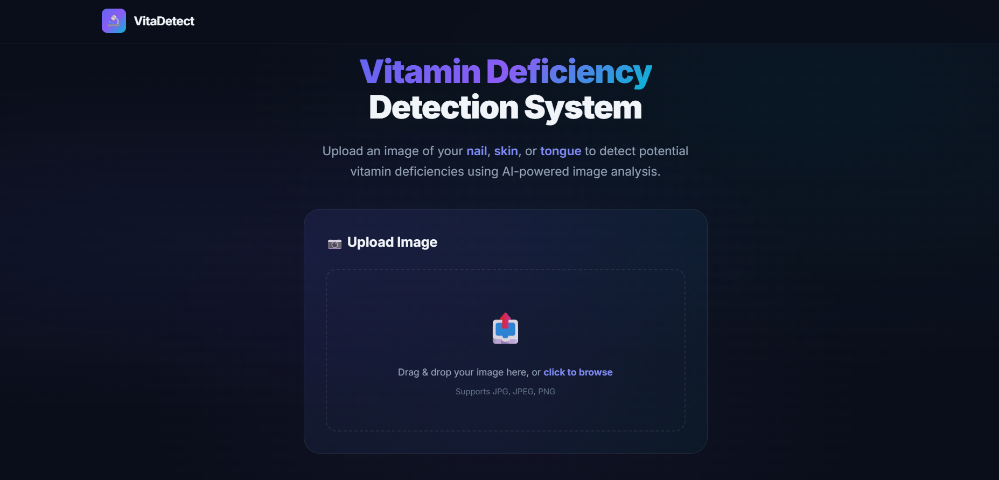 VitaDetect
Vitamin Deficiency
Detection System
Upload an image of your nail, skin, or tongue to detect potential
vitamin deficiencies using AI-powered image analysis.
Upload Image
Drag & drop your image here, or click to browse
Supports JPG, JPEG, PNG